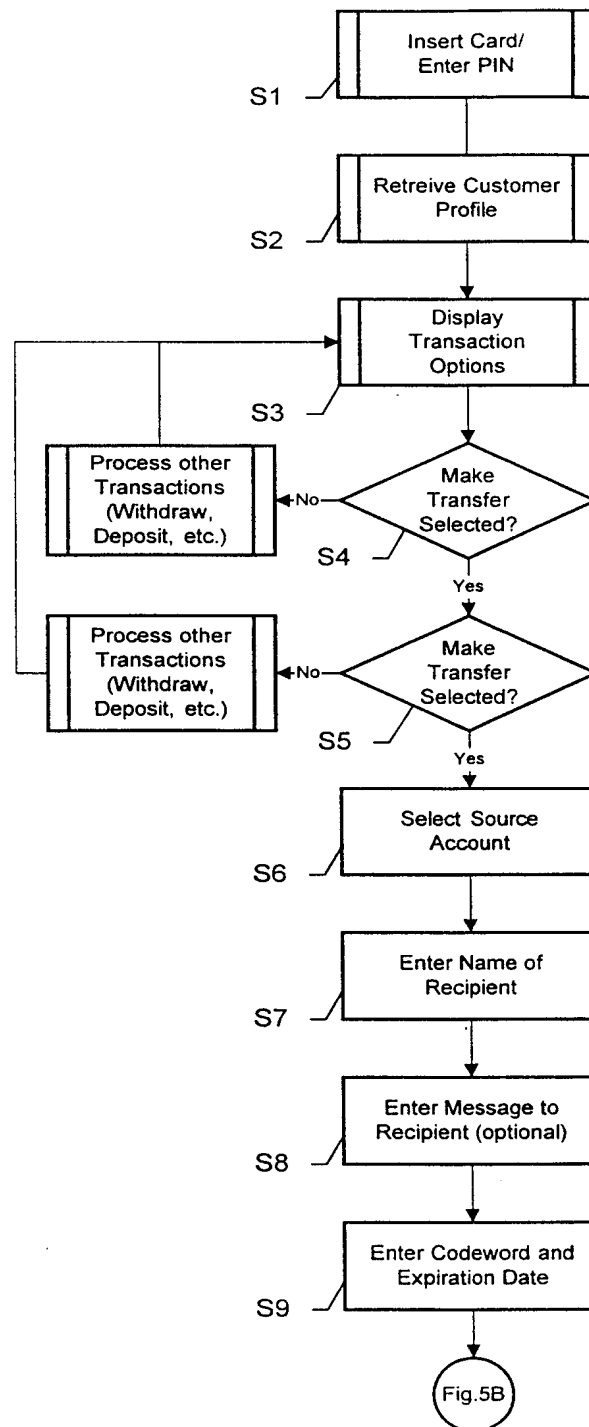 Insert Card/
Enter PIN
S1
Retreive Customer
Profile
S2
Display
Transaction
Options
S3
Process other
Transactions
(Withdraw,
Deposit, etc.)
No
Make
Transfer
Selected?
S4
Yes
Process other
Transactions
(Withdraw,
Deposit, etc.)
No
Make
Transfer
Selected?
S5
Yes
Select Source
Account
S6
Enter Name of
Recipient
S7
Enter Message to
Recipient (optional)
S8
Enter Codeword and
Expiration Date
S9
Fig.5B